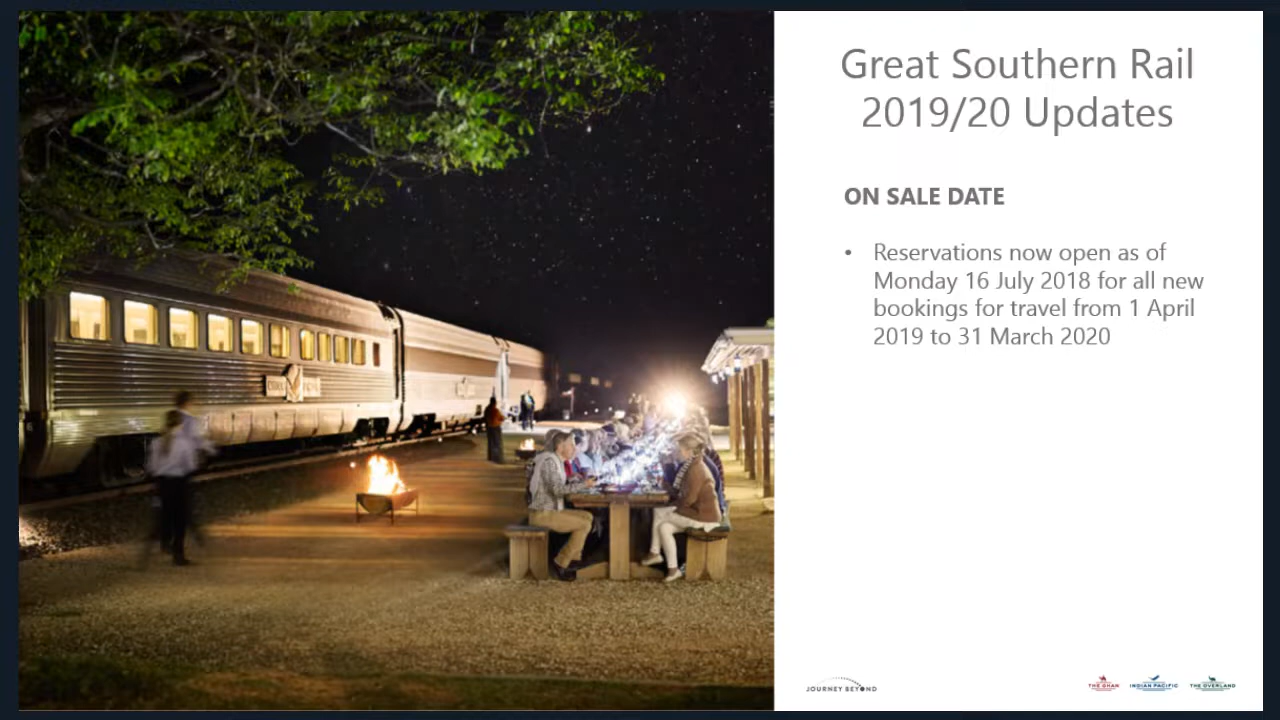 Great Southern Rail
2019/20 Updates
ON SALE DATE
• Reservations now open as of
Monday 16 July 2018 for all new
bookings for travel from 1 April
2019 to 31 March 2020
JOURNEY BEYOND
THE GHAN
INDIAN PACIFIC
THE OVERLAND